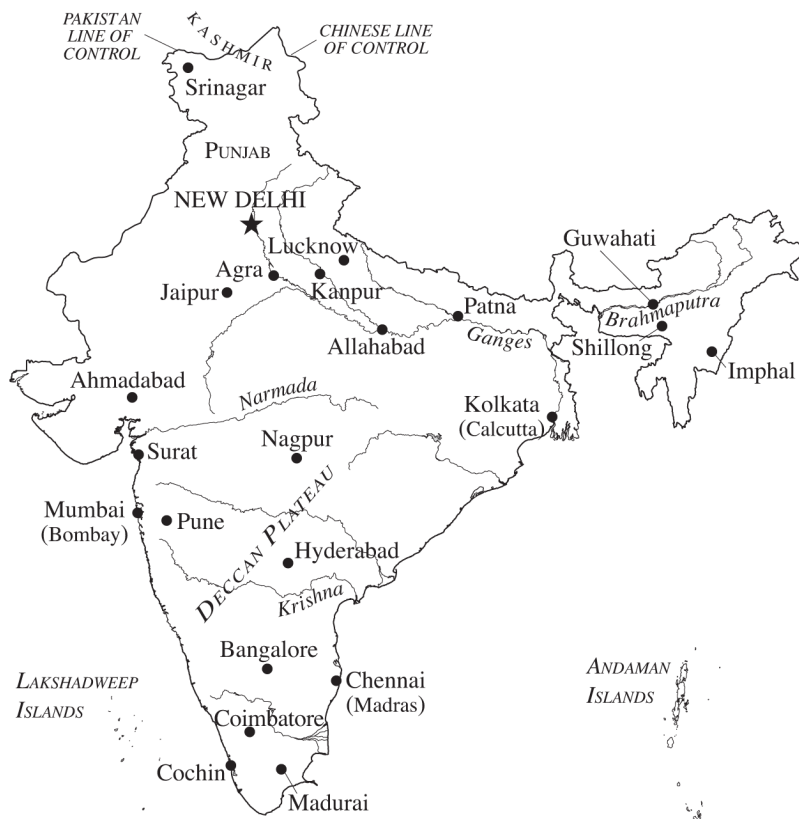 PAKISTAN
LINE OF
CONTROL
KASHMIR
CHINESE LINE
OF CONTROL
Srinagar
PUNJAB
NEW DELHI
Lucknow
Guwahati
Agra
Jaipur
Kanpur
Patna
Brahmaputra
Allahabad
Ganges
Shillong
Imphal
Ahmadabad
Narmada
Kolkata
(Calcutta)
Surat
Nagpur
Mumbai
(Bombay)
Pune
DECCAN PLATEAU
Hyderabad
Krishna
Bangalore
Chennai
(Madras)
LAKSHADWEEP
ISLANDS
ANDAMAN
ISLANDS
Coimbatore
Cochin
Madurai